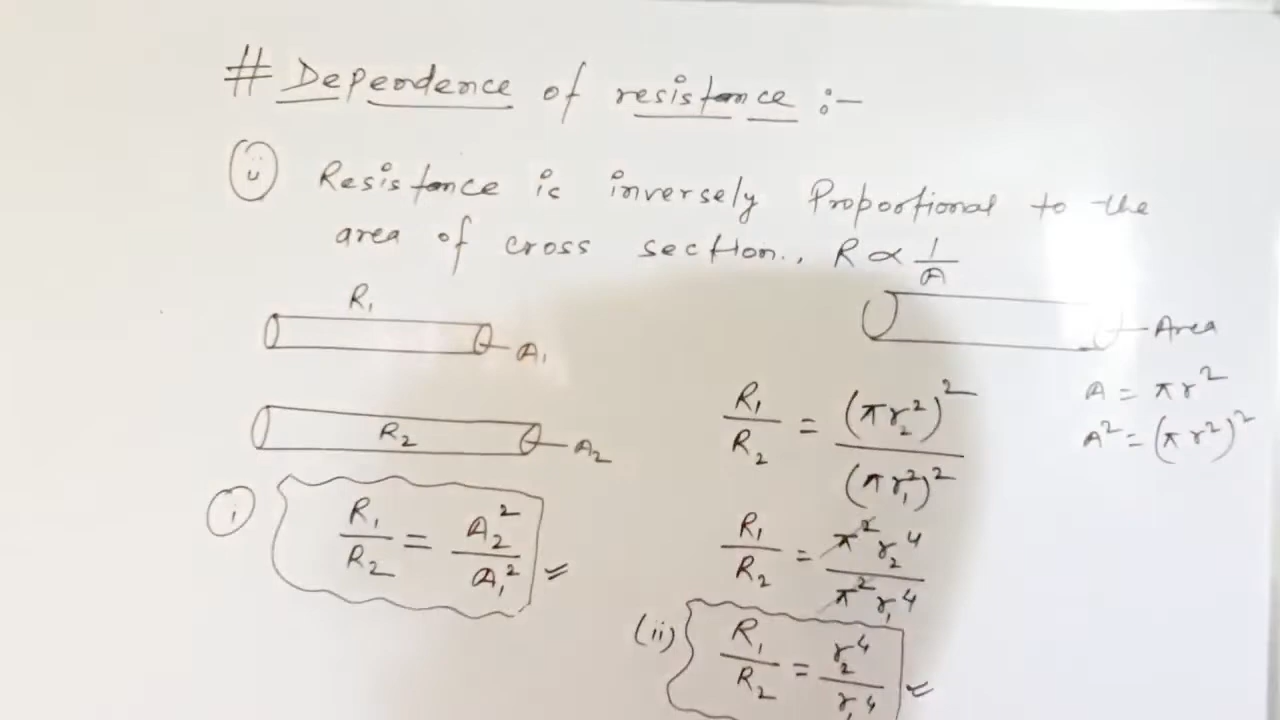 # Dependence of resistance :-
(ii) Resistance is inversely Proportional to the
area of cross section., R ∝ 1/A
R₁
A₁
R₂
A₂
(i) R₁/R₂ = A₂²/A₁²
Area
A = πr²
A² = (πr²)²
R₁/R₂ = (πr₂²)²/(πr₁²)²
R₁/R₂ = π²r₂⁴/π²r₁⁴
(ii) R₁/R₂ = r₂⁴/r₁⁴